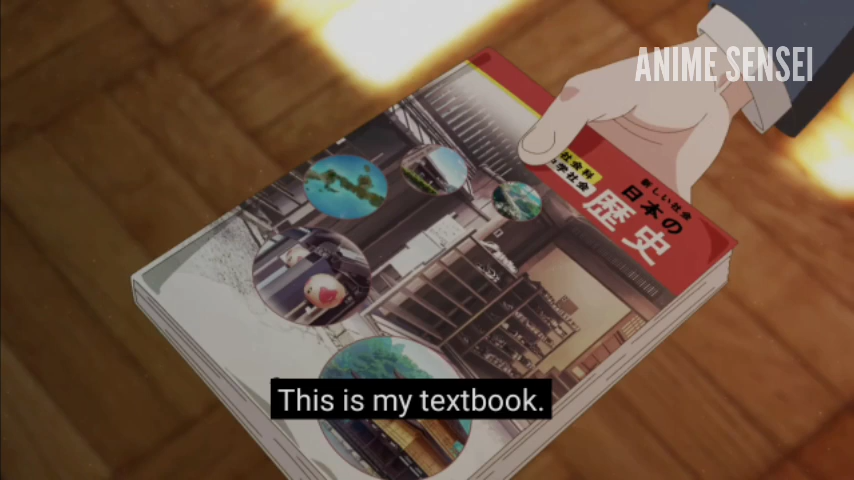 ANIME SENSEI
社会科
中学社会
新しい社会
日本の
歴史
This is my textbook.